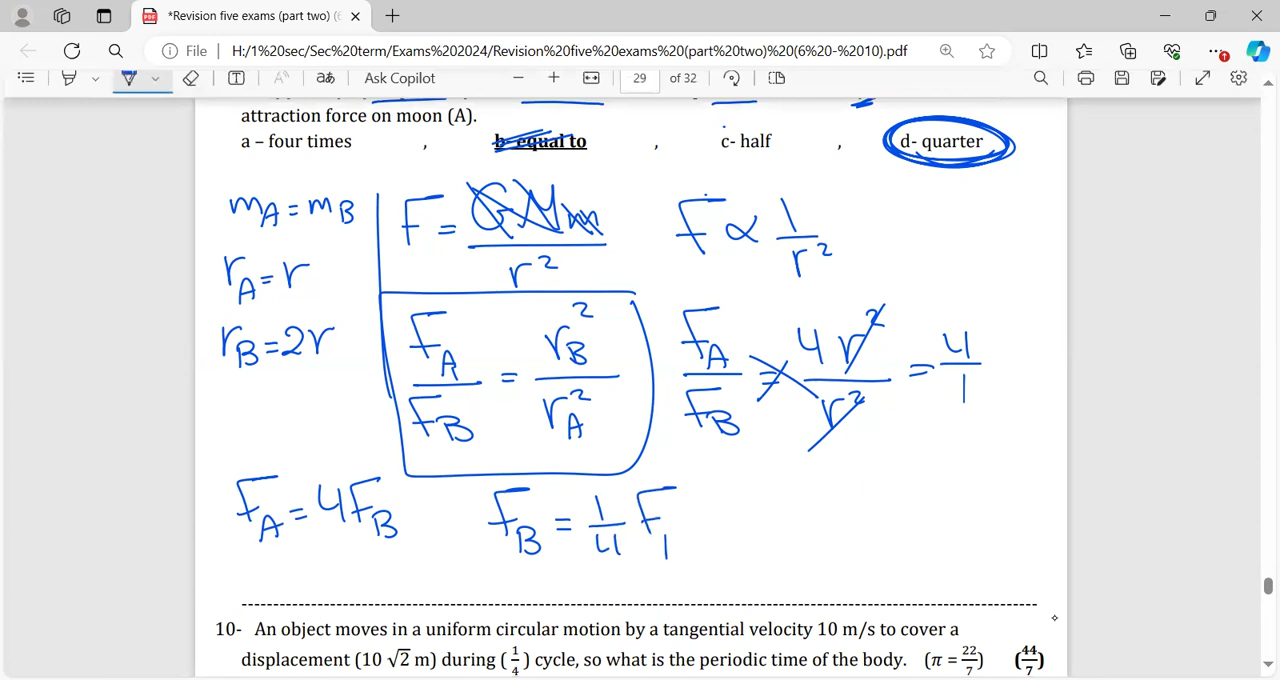 *Revision five exams (part two) (
File
H:/1%20sec/Sec%20term/Exams%202024/Revision%20five%20exams%20(part%20two)%20(6%20-%2010).pdf
Ask Copilot
29 of 32
attraction force on moon (A).
a – four times , b- equal to , c- half , d- quarter
m_A = m_B
F = GMm / r²
F ∝ 1 / r²
r_A = r
r_B = 2r
F_A / F_B = r_B² / r_A²
F_A / F_B = 4r² / r² = 4 / 1
F_A = 4F_B
F_B = 1/4 F_1
10- An object moves in a uniform circular motion by a tangential velocity 10 m/s to cover a
displacement (10 √2 m) during (1/4) cycle, so what is the periodic time of the body. (π = 22/7) (44/7)